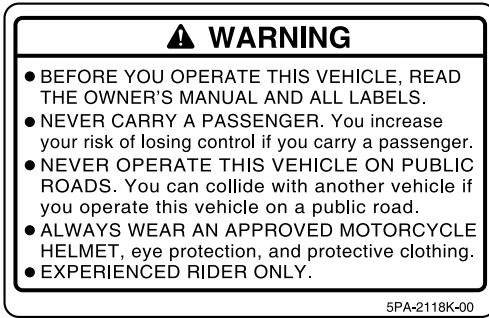 WARNING
● BEFORE YOU OPERATE THIS VEHICLE, READ
THE OWNER'S MANUAL AND ALL LABELS.
● NEVER CARRY A PASSENGER. You increase
your risk of losing control if you carry a passenger.
● NEVER OPERATE THIS VEHICLE ON PUBLIC
ROADS. You can collide with another vehicle if
you operate this vehicle on a public road.
● ALWAYS WEAR AN APPROVED MOTORCYCLE
HELMET, eye protection, and protective clothing.
● EXPERIENCED RIDER ONLY.
5PA-2118K-00